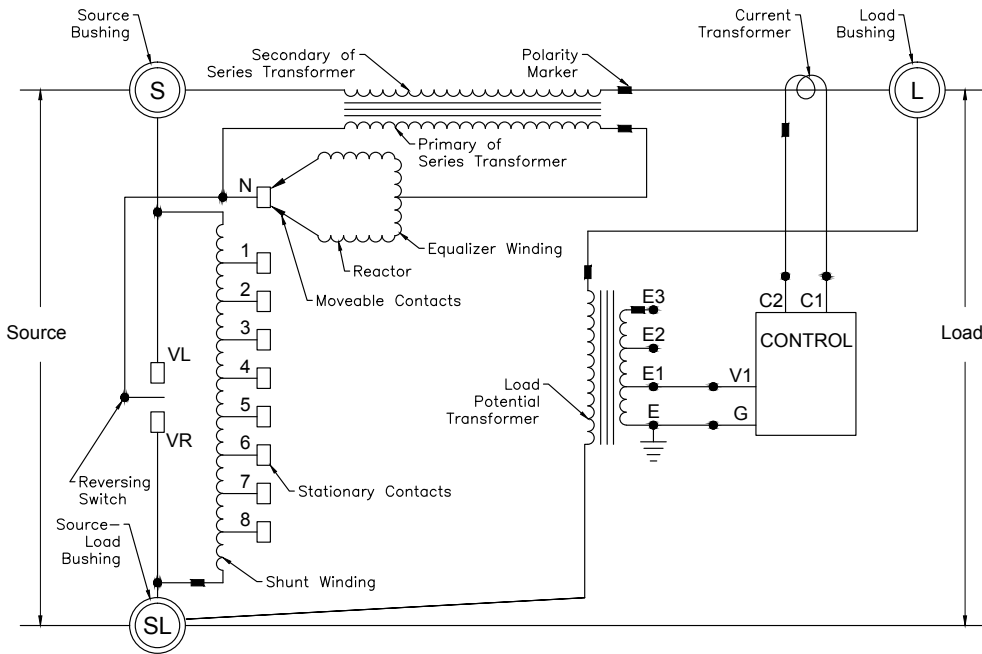 Source
Bushing
Secondary of
Series Transformer
Polarity
Marker
Current
Transformer
Load
Bushing
S
L
Primary of
Series Transformer
N
Equalizer Winding
Reactor
Moveable Contacts
1
2
3
4
5
6
7
8
Source
VL
VR
Reversing
Switch
Stationary Contacts
Source-
Load
Bushing
Shunt Winding
SL
Load
Potential
Transformer
E3
E2
E1
E
C2 C1
CONTROL
V1
G
Load